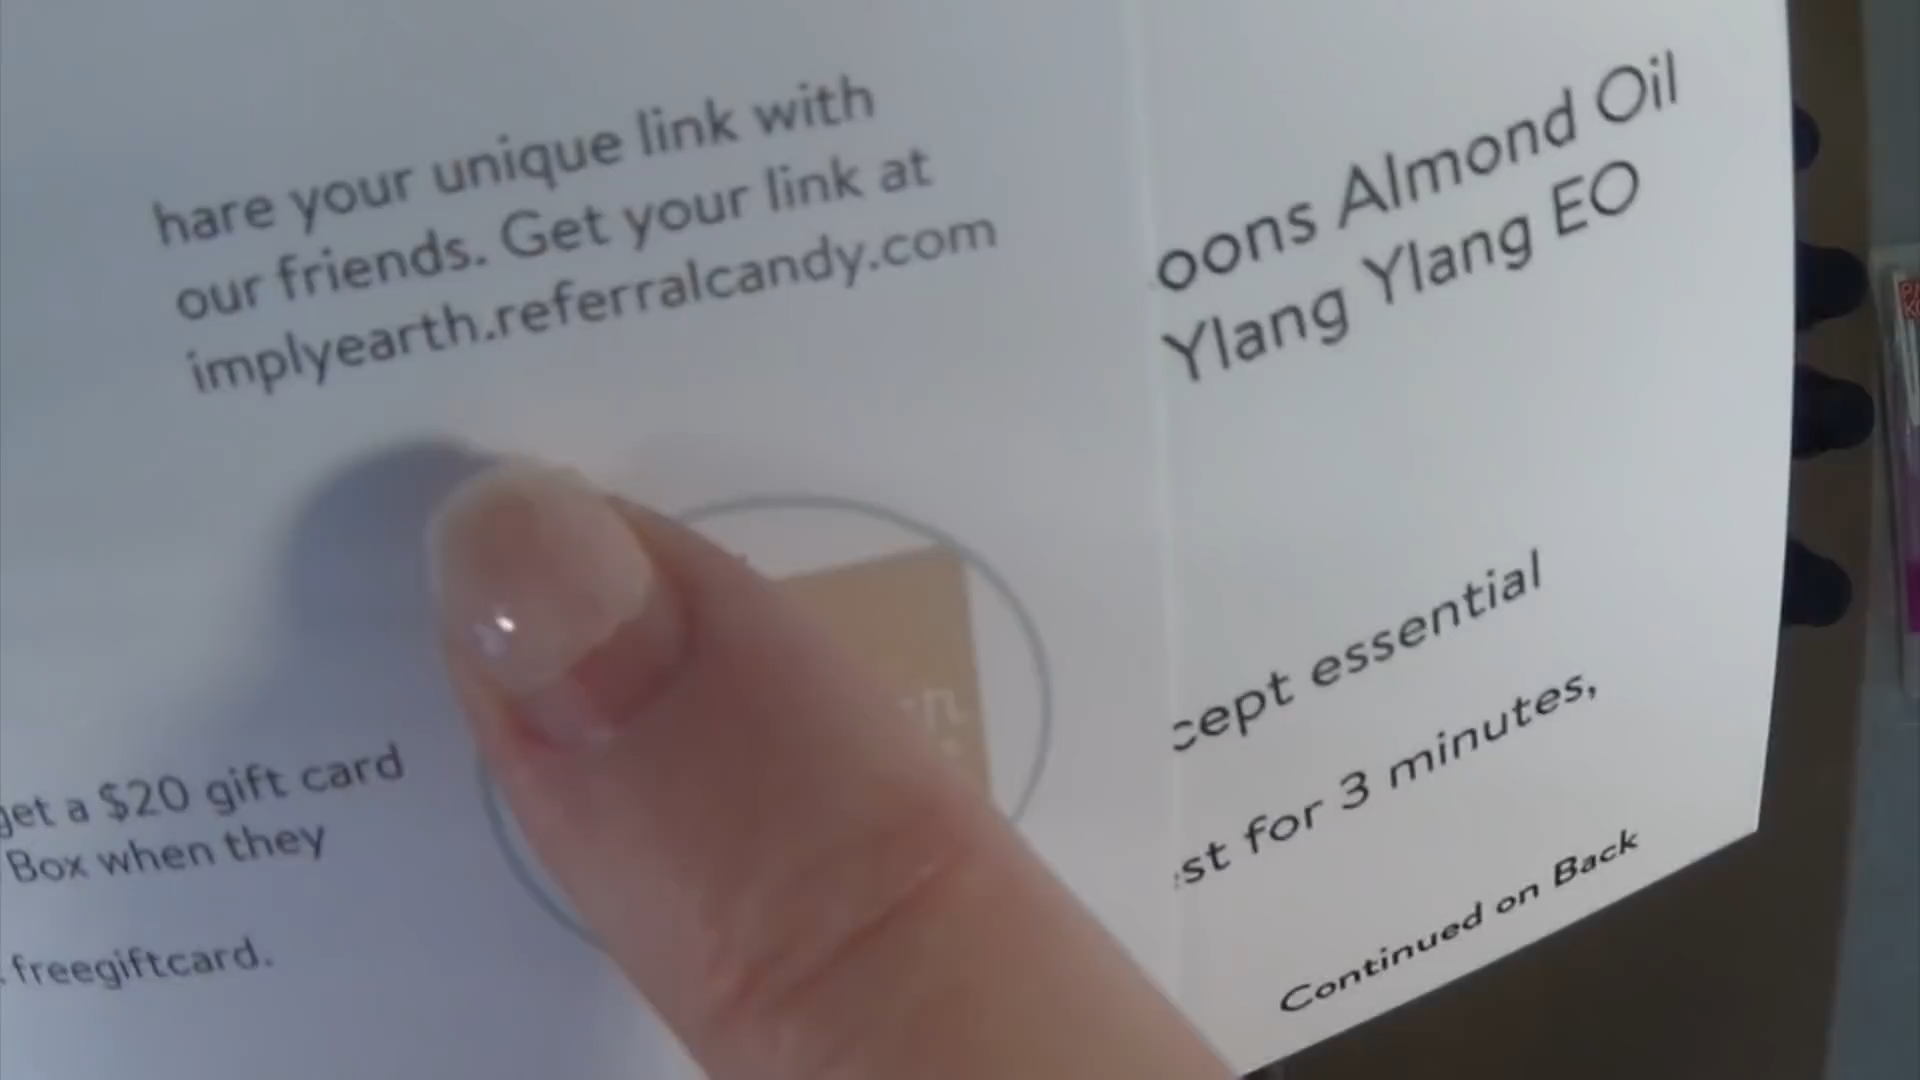 hare your unique link with
our friends. Get your link at
implyearth.referralcandy.com
get a $20 gift card
Box when they
freegiftcard.
oons Almond Oil
Ylang Ylang EO
cept essential
st for 3 minutes,
Continued on Back